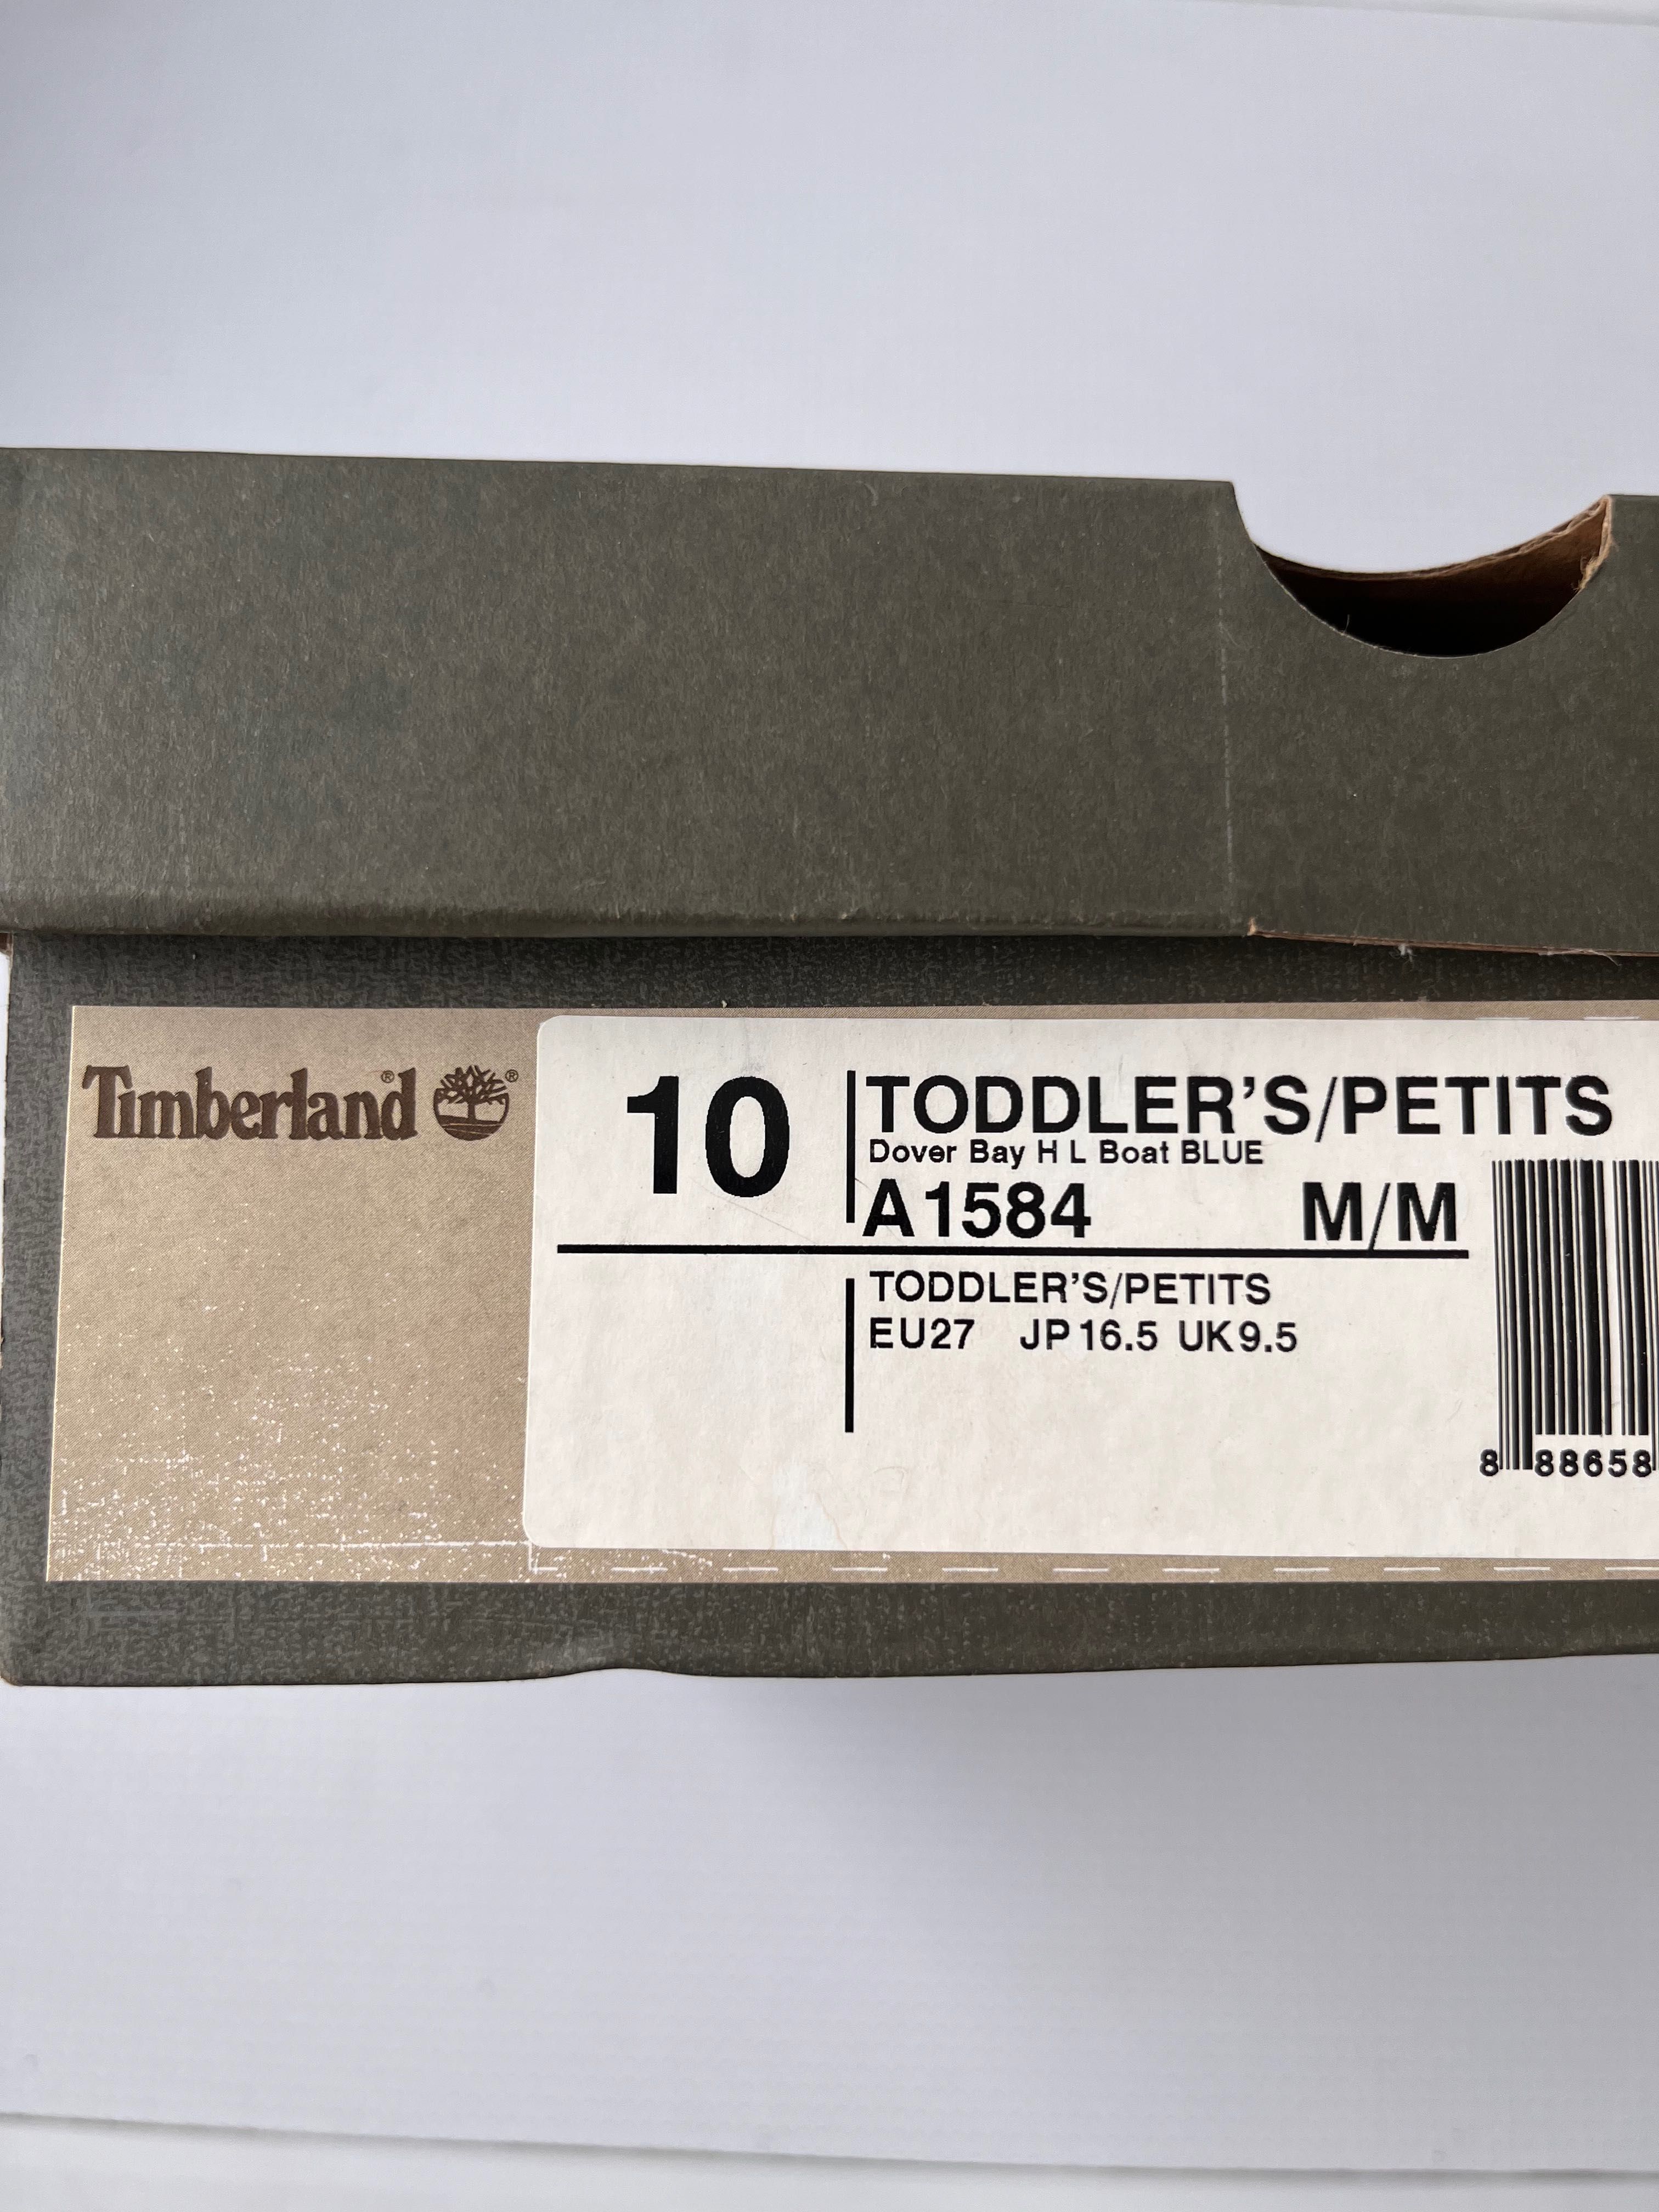 Timberland® ®
10
TODDLER'S/PETITS
Dover Bay H L Boat BLUE
A1584 M/M
TODDLER'S/PETITS
EU27 JP16.5 UK9.5
8 88658